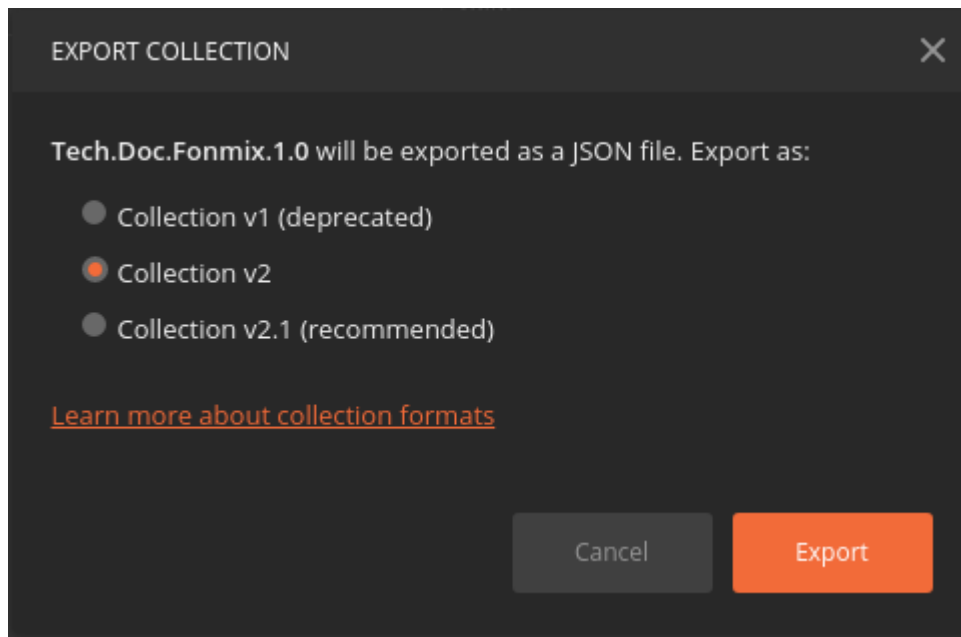 EXPORT COLLECTION
Tech.Doc.Fonmix.1.0 will be exported as a JSON file. Export as:
Collection v1 (deprecated)
Collection v2
Collection v2.1 (recommended)
Learn more about collection formats
Cancel
Export